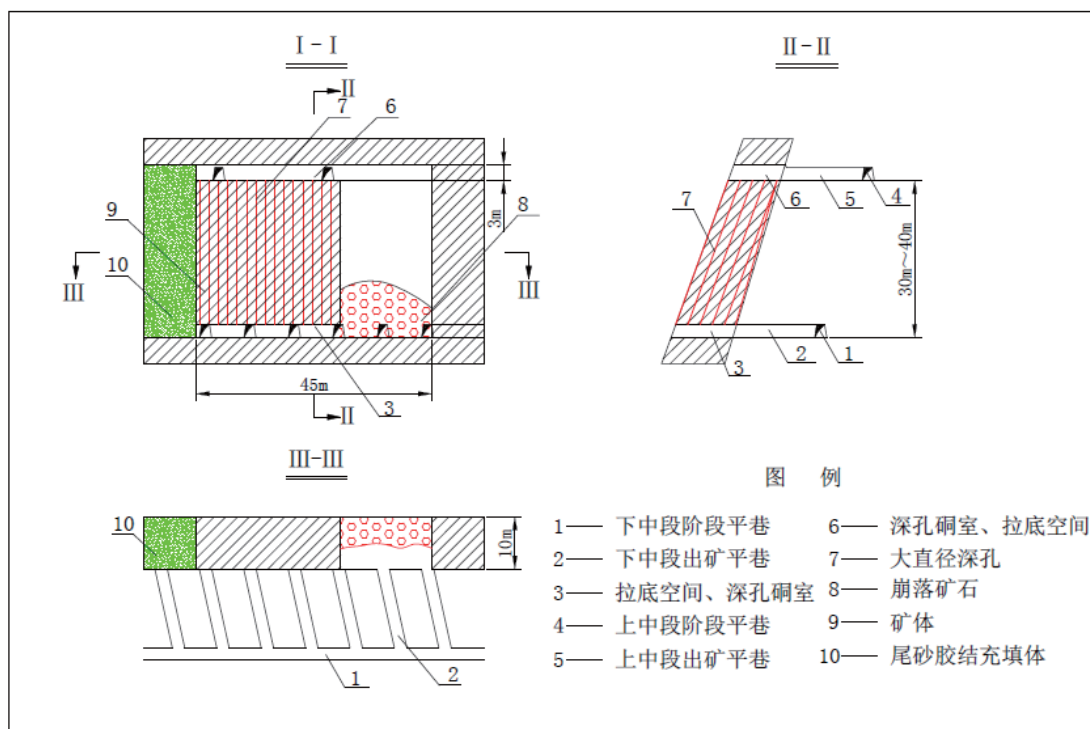 I-I
II
7
6
3m
9
8
10
III
III
45m
II
3
II-II
7
6
5
4
30m~40m
3
2
1
III-III
10
10m
1
2
图 例
1—— 下中段阶段平巷
2—— 下中段出矿平巷
3—— 拉底空间、深孔硐室
4—— 上中段阶段平巷
5—— 上中段出矿平巷
6—— 深孔硐室、拉底空间
7—— 大直径深孔
8—— 崩落矿石
9—— 矿体
10—— 尾砂胶结充填体